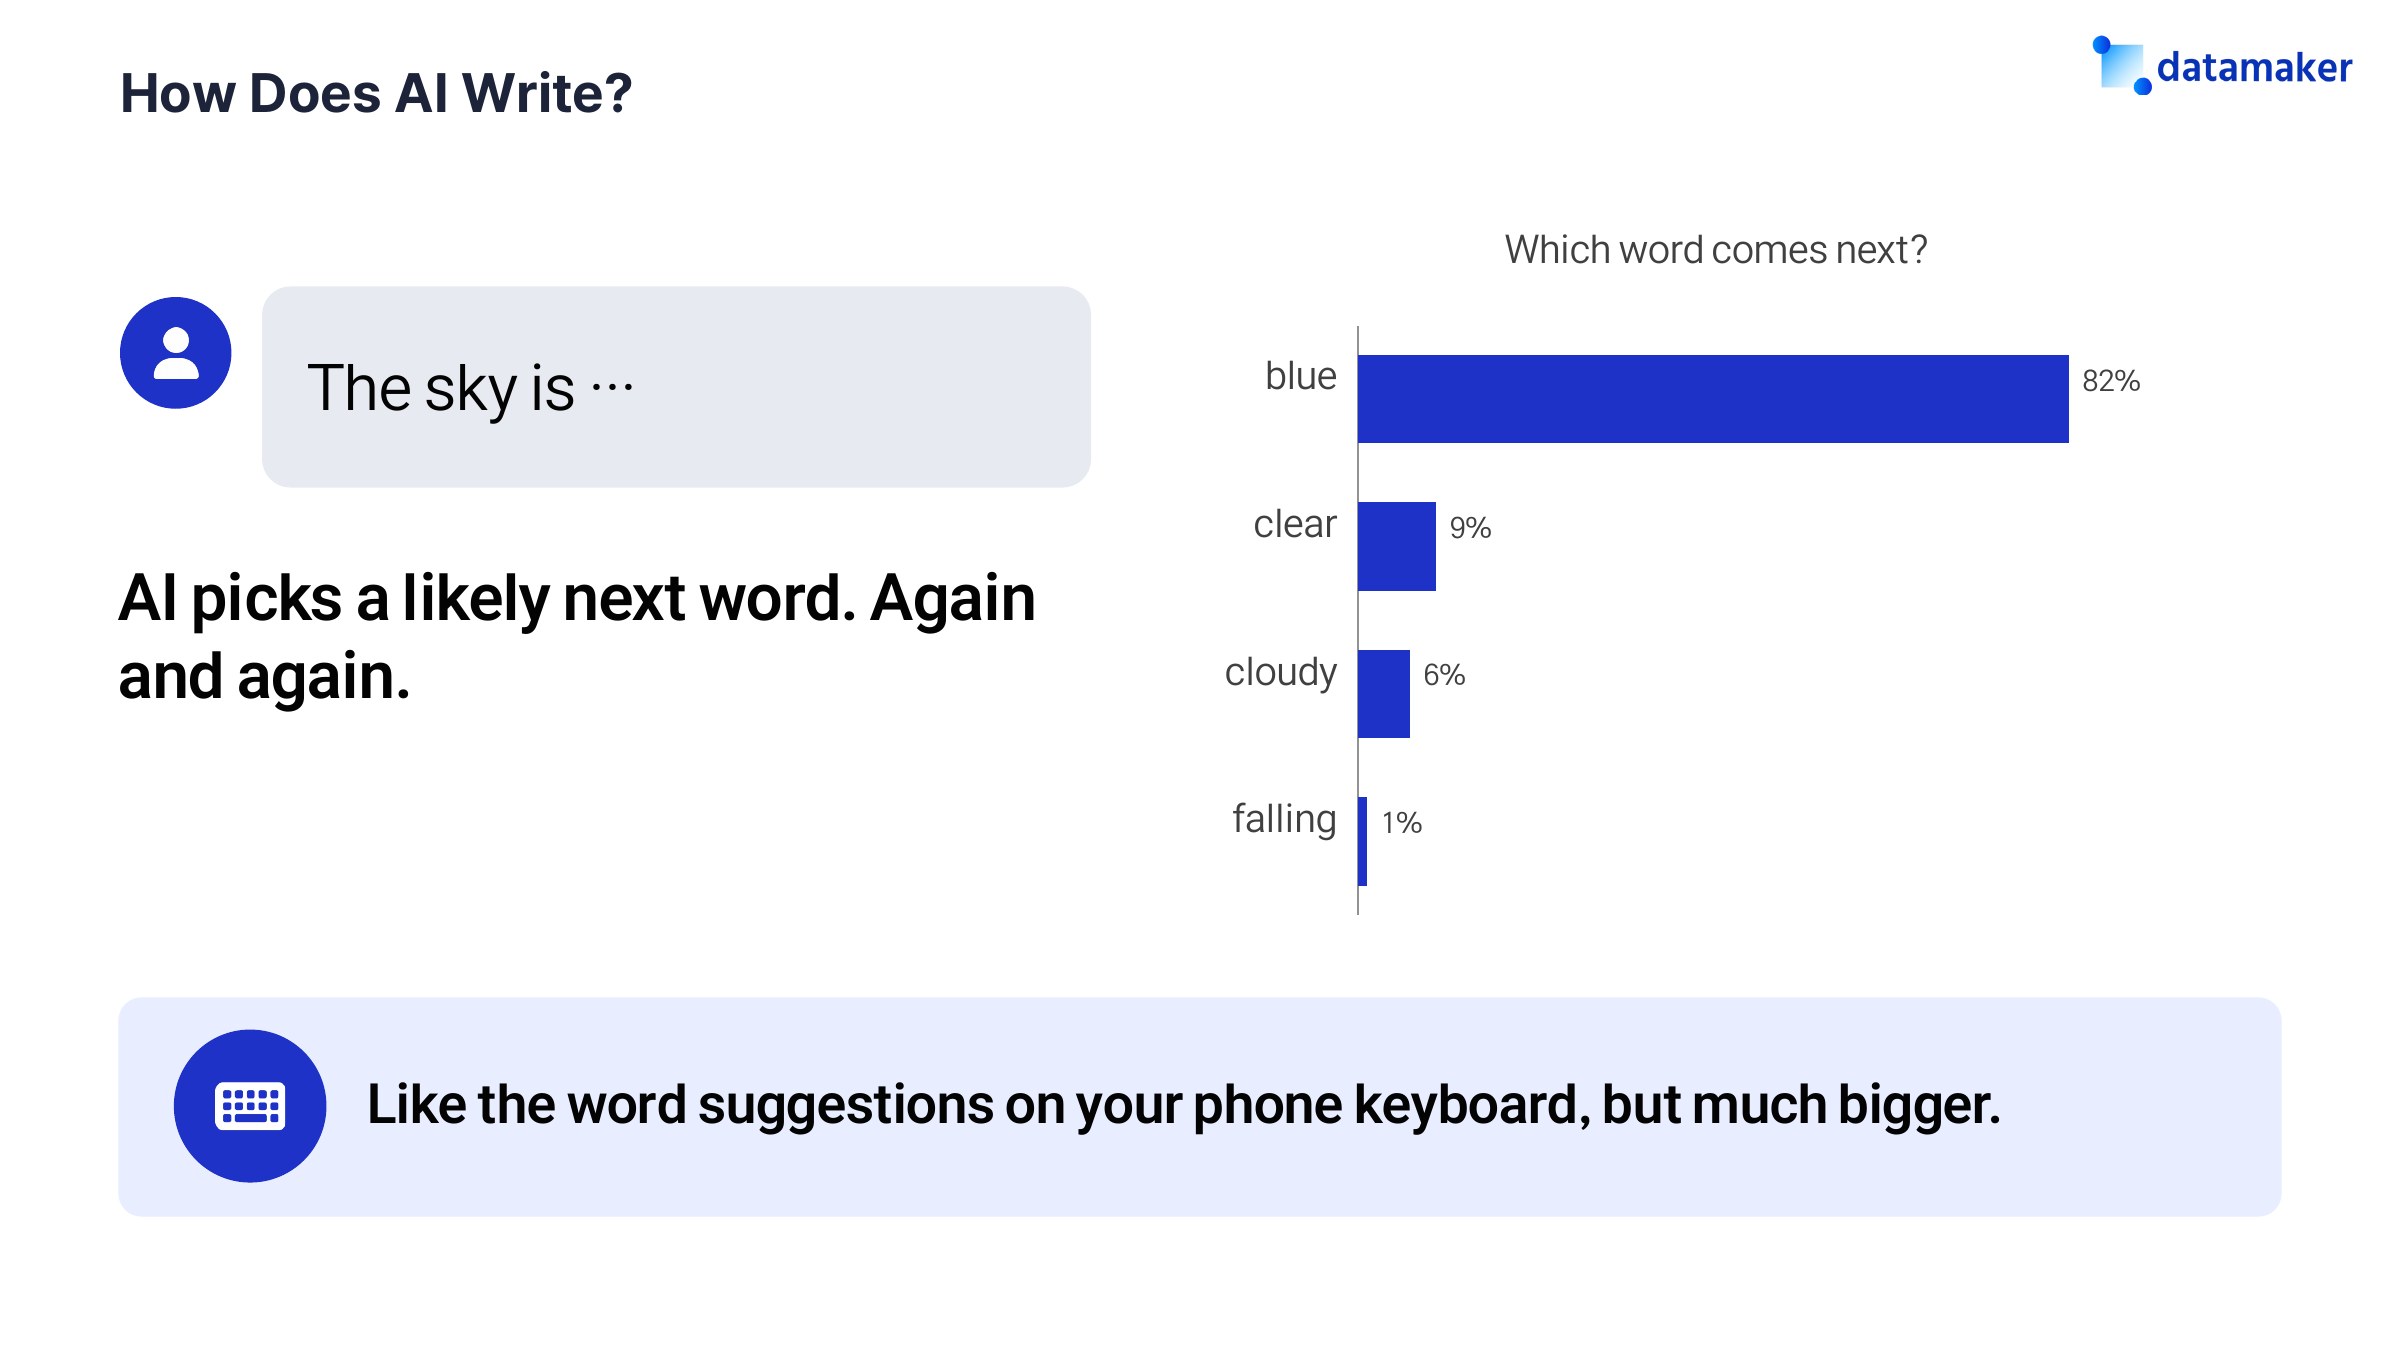 How Does AI Write?
datamaker
The sky is ···
AI picks a likely next word. Again
and again.
Which word comes next?
blue 82%
clear 9%
cloudy 6%
falling 1%
Like the word suggestions on your phone keyboard, but much bigger.